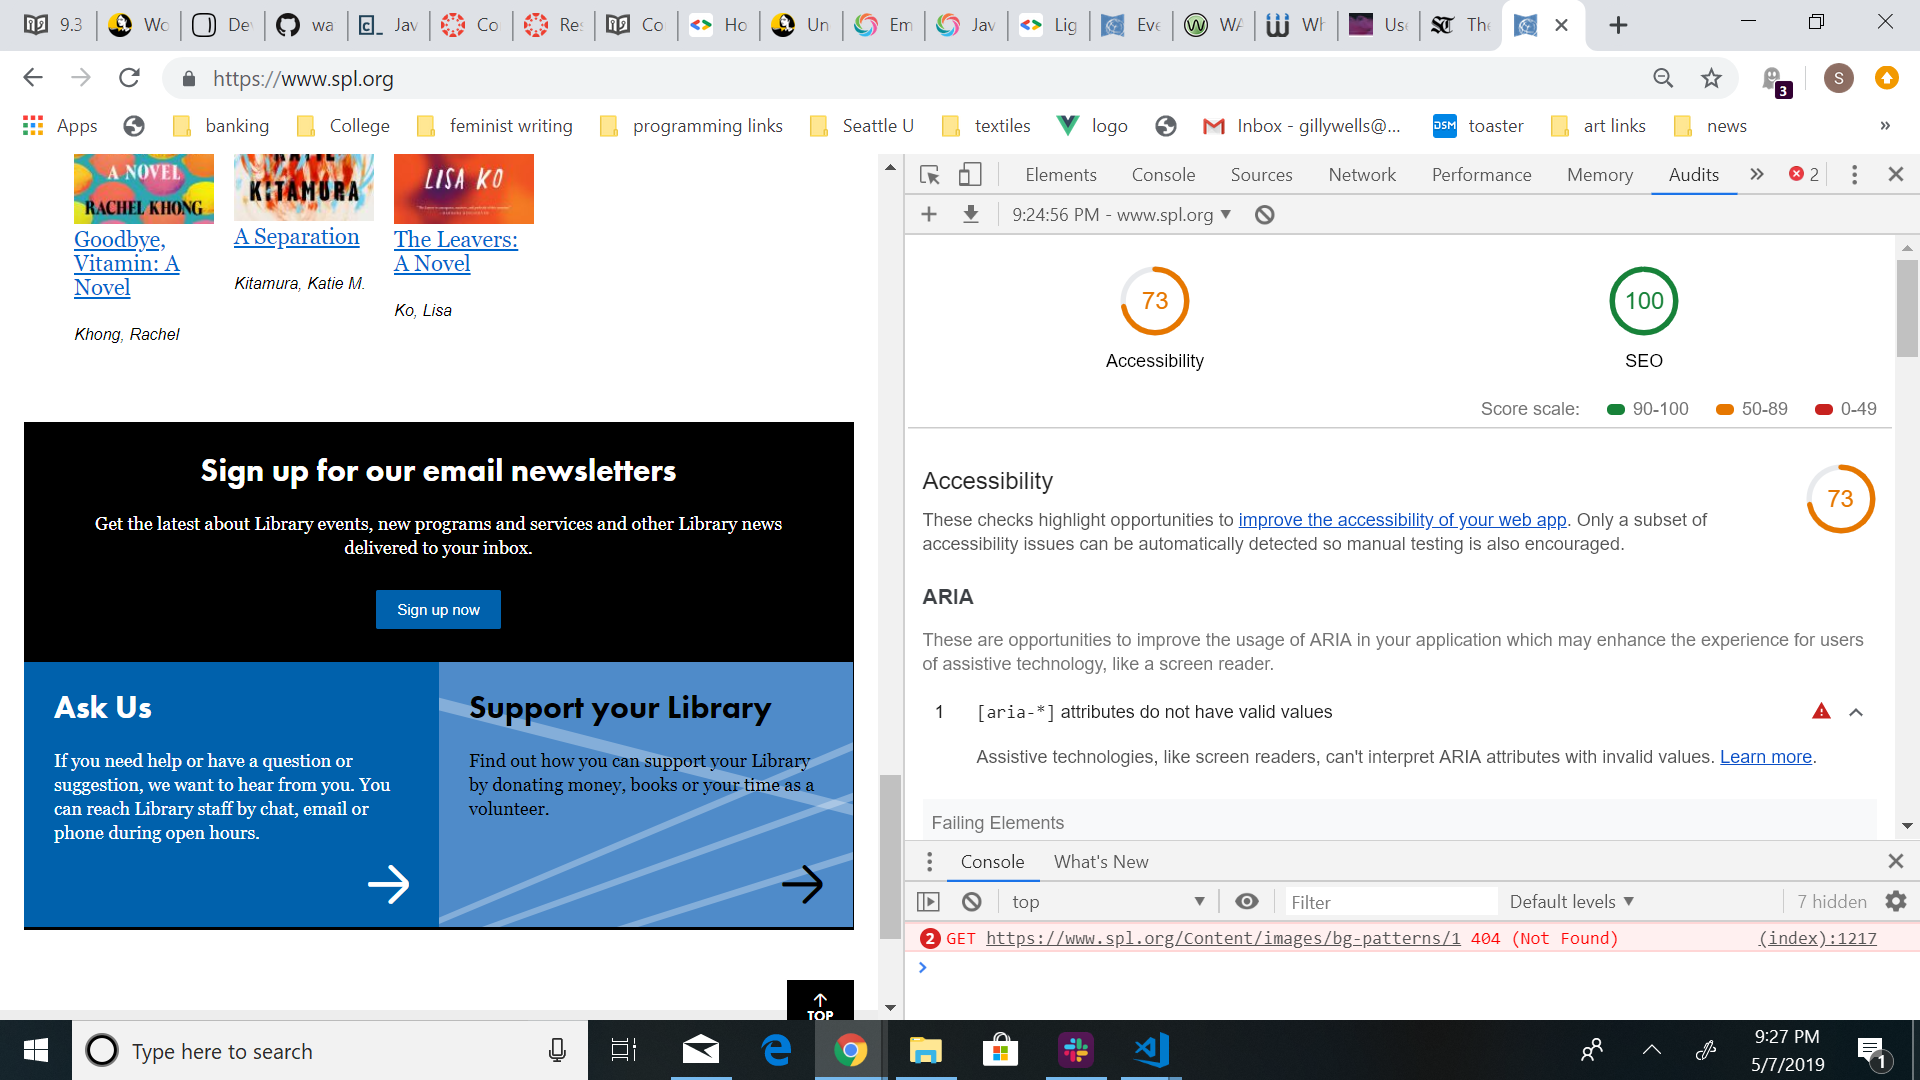 9.3 Wo De wa Jav Co Res Co Ho Un Em Jav Lig Eve WA Wh Use The
https://www.spl.org S 3
Apps banking College feminist writing programming links Seattle U textiles logo Inbox - gillywells@... DSM toaster art links news »
A NOVEL
RACHEL KHONG
KITAMURA
LISA KO
Goodbye,
Vitamin: A
Novel
Khong, Rachel
A Separation
Kitamura, Katie M.
The Leavers:
A Novel
Ko, Lisa
Sign up for our email newsletters
Get the latest about Library events, new programs and services and other Library news
delivered to your inbox.
Sign up now
Ask Us
If you need help or have a question or
suggestion, we want to hear from you. You
can reach Library staff by chat, email or
phone during open hours.
Support your Library
Find out how you can support your Library
by donating money, books or your time as a
volunteer.
TOP
Elements Console Sources Network Performance Memory Audits » 2
9:24:56 PM - www.spl.org
73
Accessibility
100
SEO
Score scale: 90-100 50-89 0-49
Accessibility
73
These checks highlight opportunities to improve the accessibility of your web app. Only a subset of
accessibility issues can be automatically detected so manual testing is also encouraged.
ARIA
These are opportunities to improve the usage of ARIA in your application which may enhance the experience for users
of assistive technology, like a screen reader.
1 [aria-*] attributes do not have valid values
Assistive technologies, like screen readers, can't interpret ARIA attributes with invalid values. Learn more.
Failing Elements
Console What's New
top Filter Default levels 7 hidden
2 GET https://www.spl.org/Content/images/bg-patterns/1 404 (Not Found) (index):1217
Type here to search
9:27 PM
5/7/2019
1